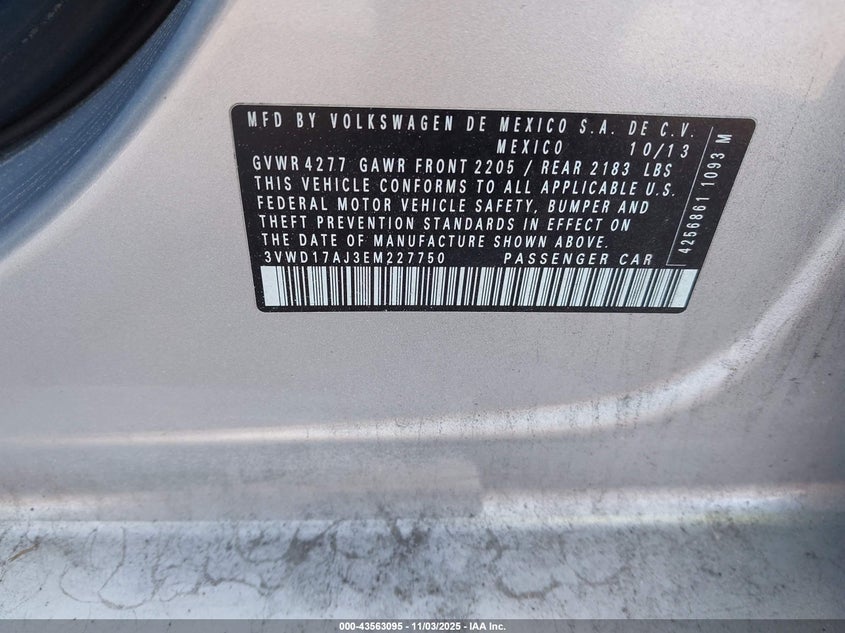 MFD BY VOLKSWAGEN DE MEXICO S.A. DE C.V.
MEXICO 10/13
GVWR 4277 GAWR FRONT 2205 / REAR 2183 LBS
THIS VEHICLE CONFORMS TO ALL APPLICABLE U.S.
FEDERAL MOTOR VEHICLE SAFETY, BUMPER AND
THEFT PREVENTION STANDARDS IN EFFECT ON
THE DATE OF MANUFACTURE SHOWN ABOVE.
3VWD17AJ3EM227750 PASSENGER CAR
4256861 1093 M
000-43563095 - 11/03/2025 - IAA Inc.